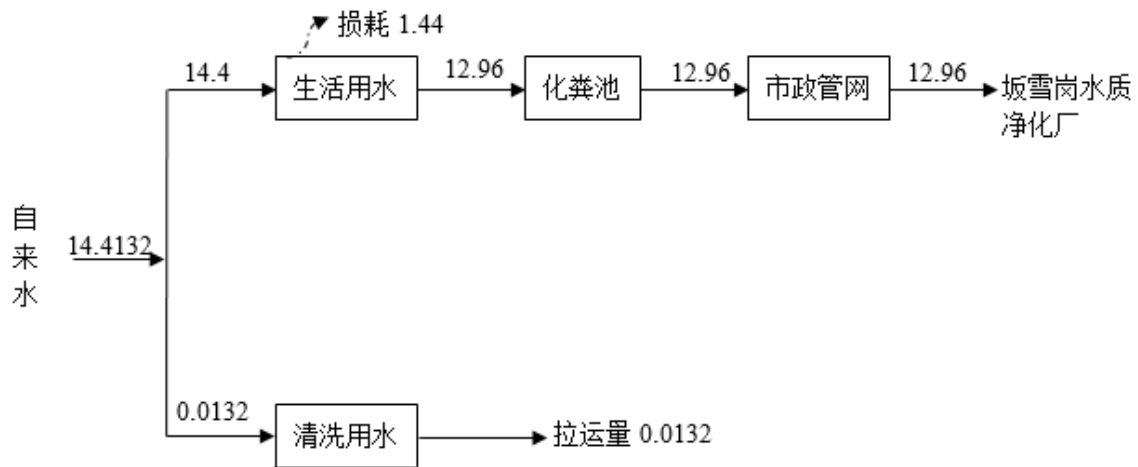 损耗 1.44
14.4
生活用水
12.96
化粪池
12.96
市政管网
12.96
坂雪岗水质
净化厂
自
来
水
14.4132
0.0132
清洗用水
拉运量 0.0132